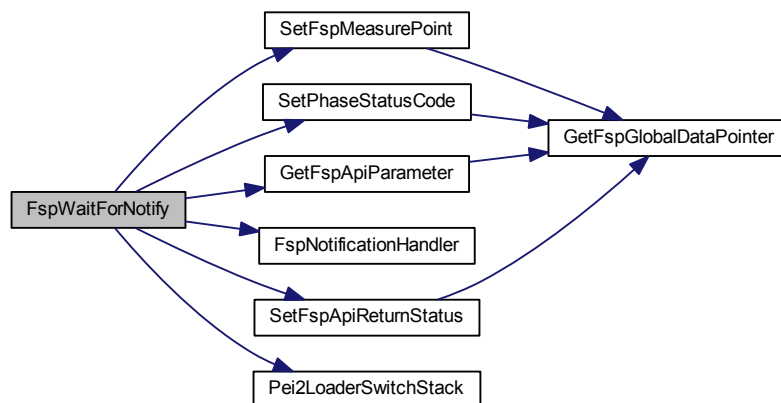 SetFspMeasurePoint
SetPhaseStatusCode
GetFspGlobalDataPointer
GetFspApiParameter
FspWaitForNotify
FspNotificationHandler
SetFspApiReturnStatus
Pei2LoaderSwitchStack